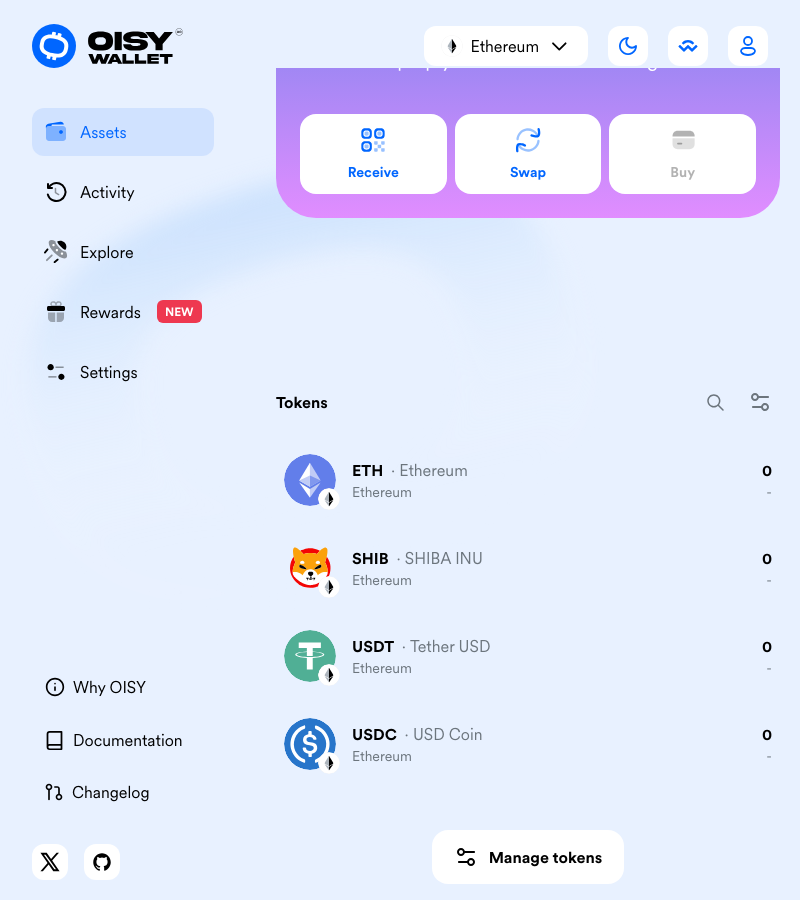 OISY
WALLET
Ethereum
Receive
Swap
Buy
Assets
Activity
Explore
Rewards NEW
Settings
Tokens
ETH · Ethereum 0
Ethereum -
SHIB · SHIBA INU 0
Ethereum -
USDT · Tether USD 0
Ethereum -
USDC · USD Coin 0
Ethereum -
Why OISY
Documentation
Changelog
Manage tokens